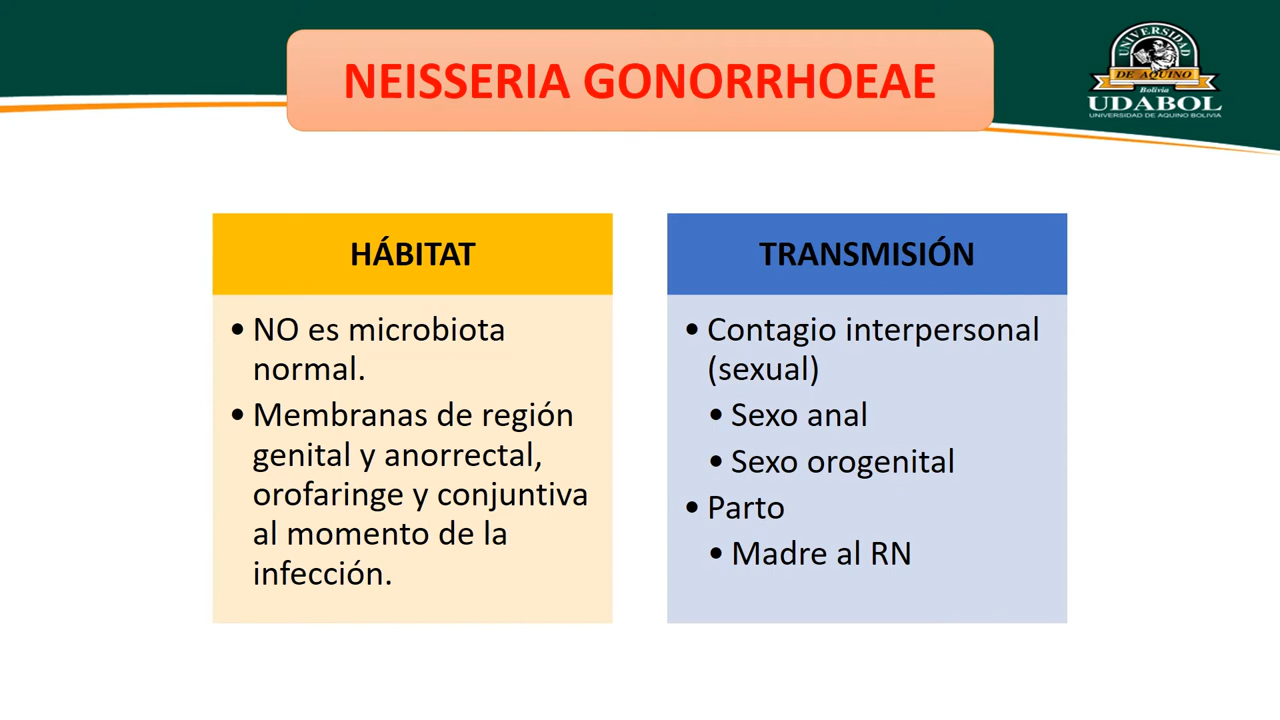 NEISSERIA GONORRHOEAE
UNIVERSIDAD
DE AQUINO
Bolivia
UDABOL
UNIVERSIDAD DE AQUINO BOLIVIA
HÁBITAT
• NO es microbiota
normal.
• Membranas de región
genital y anorrectal,
orofaringe y conjuntiva
al momento de la
infección.
TRANSMISIÓN
• Contagio interpersonal
(sexual)
• Sexo anal
• Sexo orogenital
• Parto
• Madre al RN